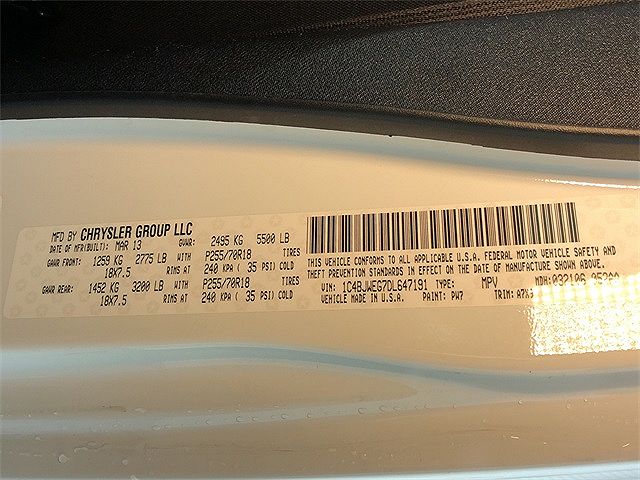 MFD BY CHRYSLER GROUP LLC
DATE OF MFR(BUILT): MAR 13 GVWR: 2495 KG 5500 LB
GAWR FRONT: 1259 KG 2775 LB WITH P255/70R18 TIRES
18X7.5 RIMS AT 240 KPA ( 35 PSI) COLD
GAWR REAR: 1452 KG 3200 LB WITH P255/70R18 TIRES
18X7.5 RIMS AT 240 KPA ( 35 PSI) COLD
THIS VEHICLE CONFORMS TO ALL APPLICABLE U.S.A. FEDERAL MOTOR VEHICLE SAFETY AND
THEFT PREVENTION STANDARDS IN EFFECT ON THE DATE OF MANUFACTURE SHOWN ABOVE.
VIN: 1C4BJWEG7DL647191 TYPE: MPV MDH:032106
VEHICLE MADE IN U.S.A. PAINT: PW7 TRIM: